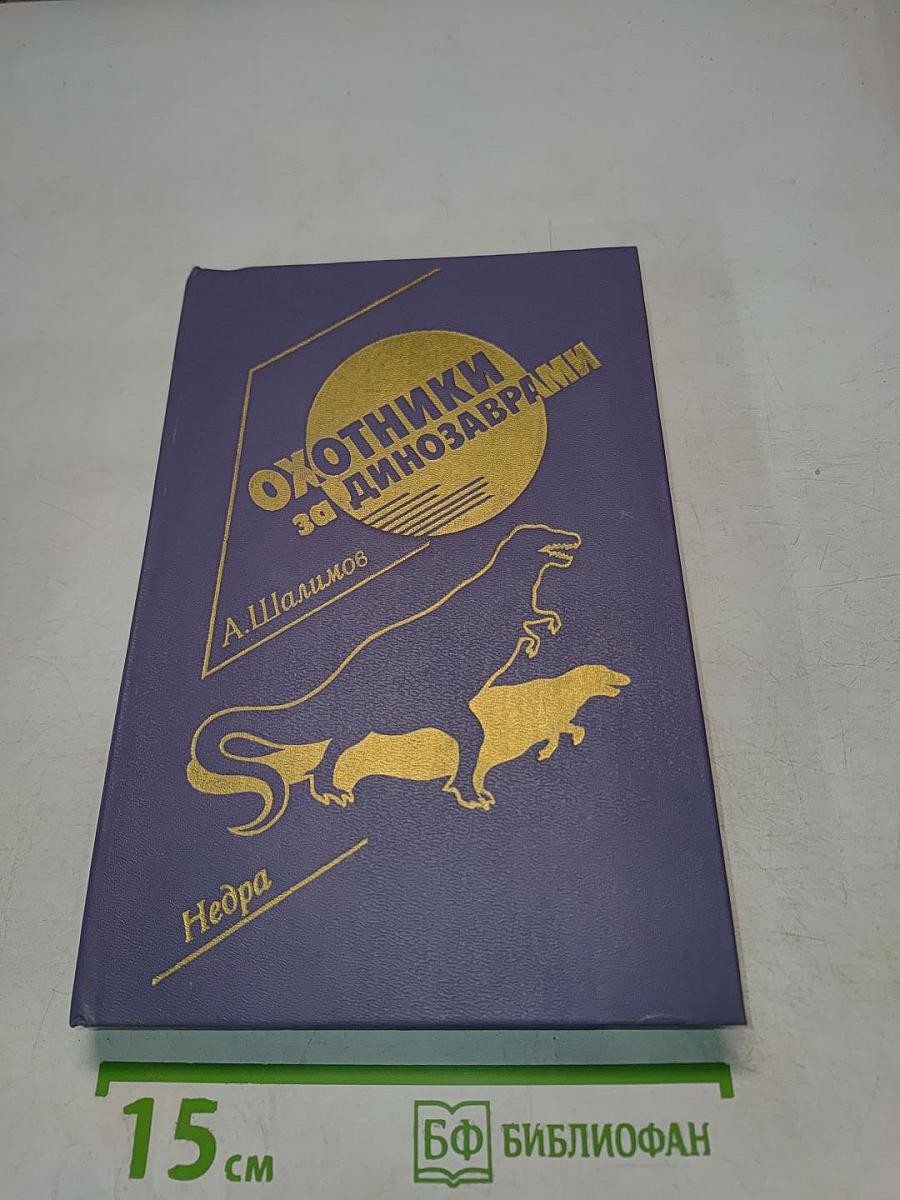 ОХОТНИКИ
за ДИНОЗАВРАМИ
А.Шалимов
Недра
15 см
БФ БИБЛИОФАН